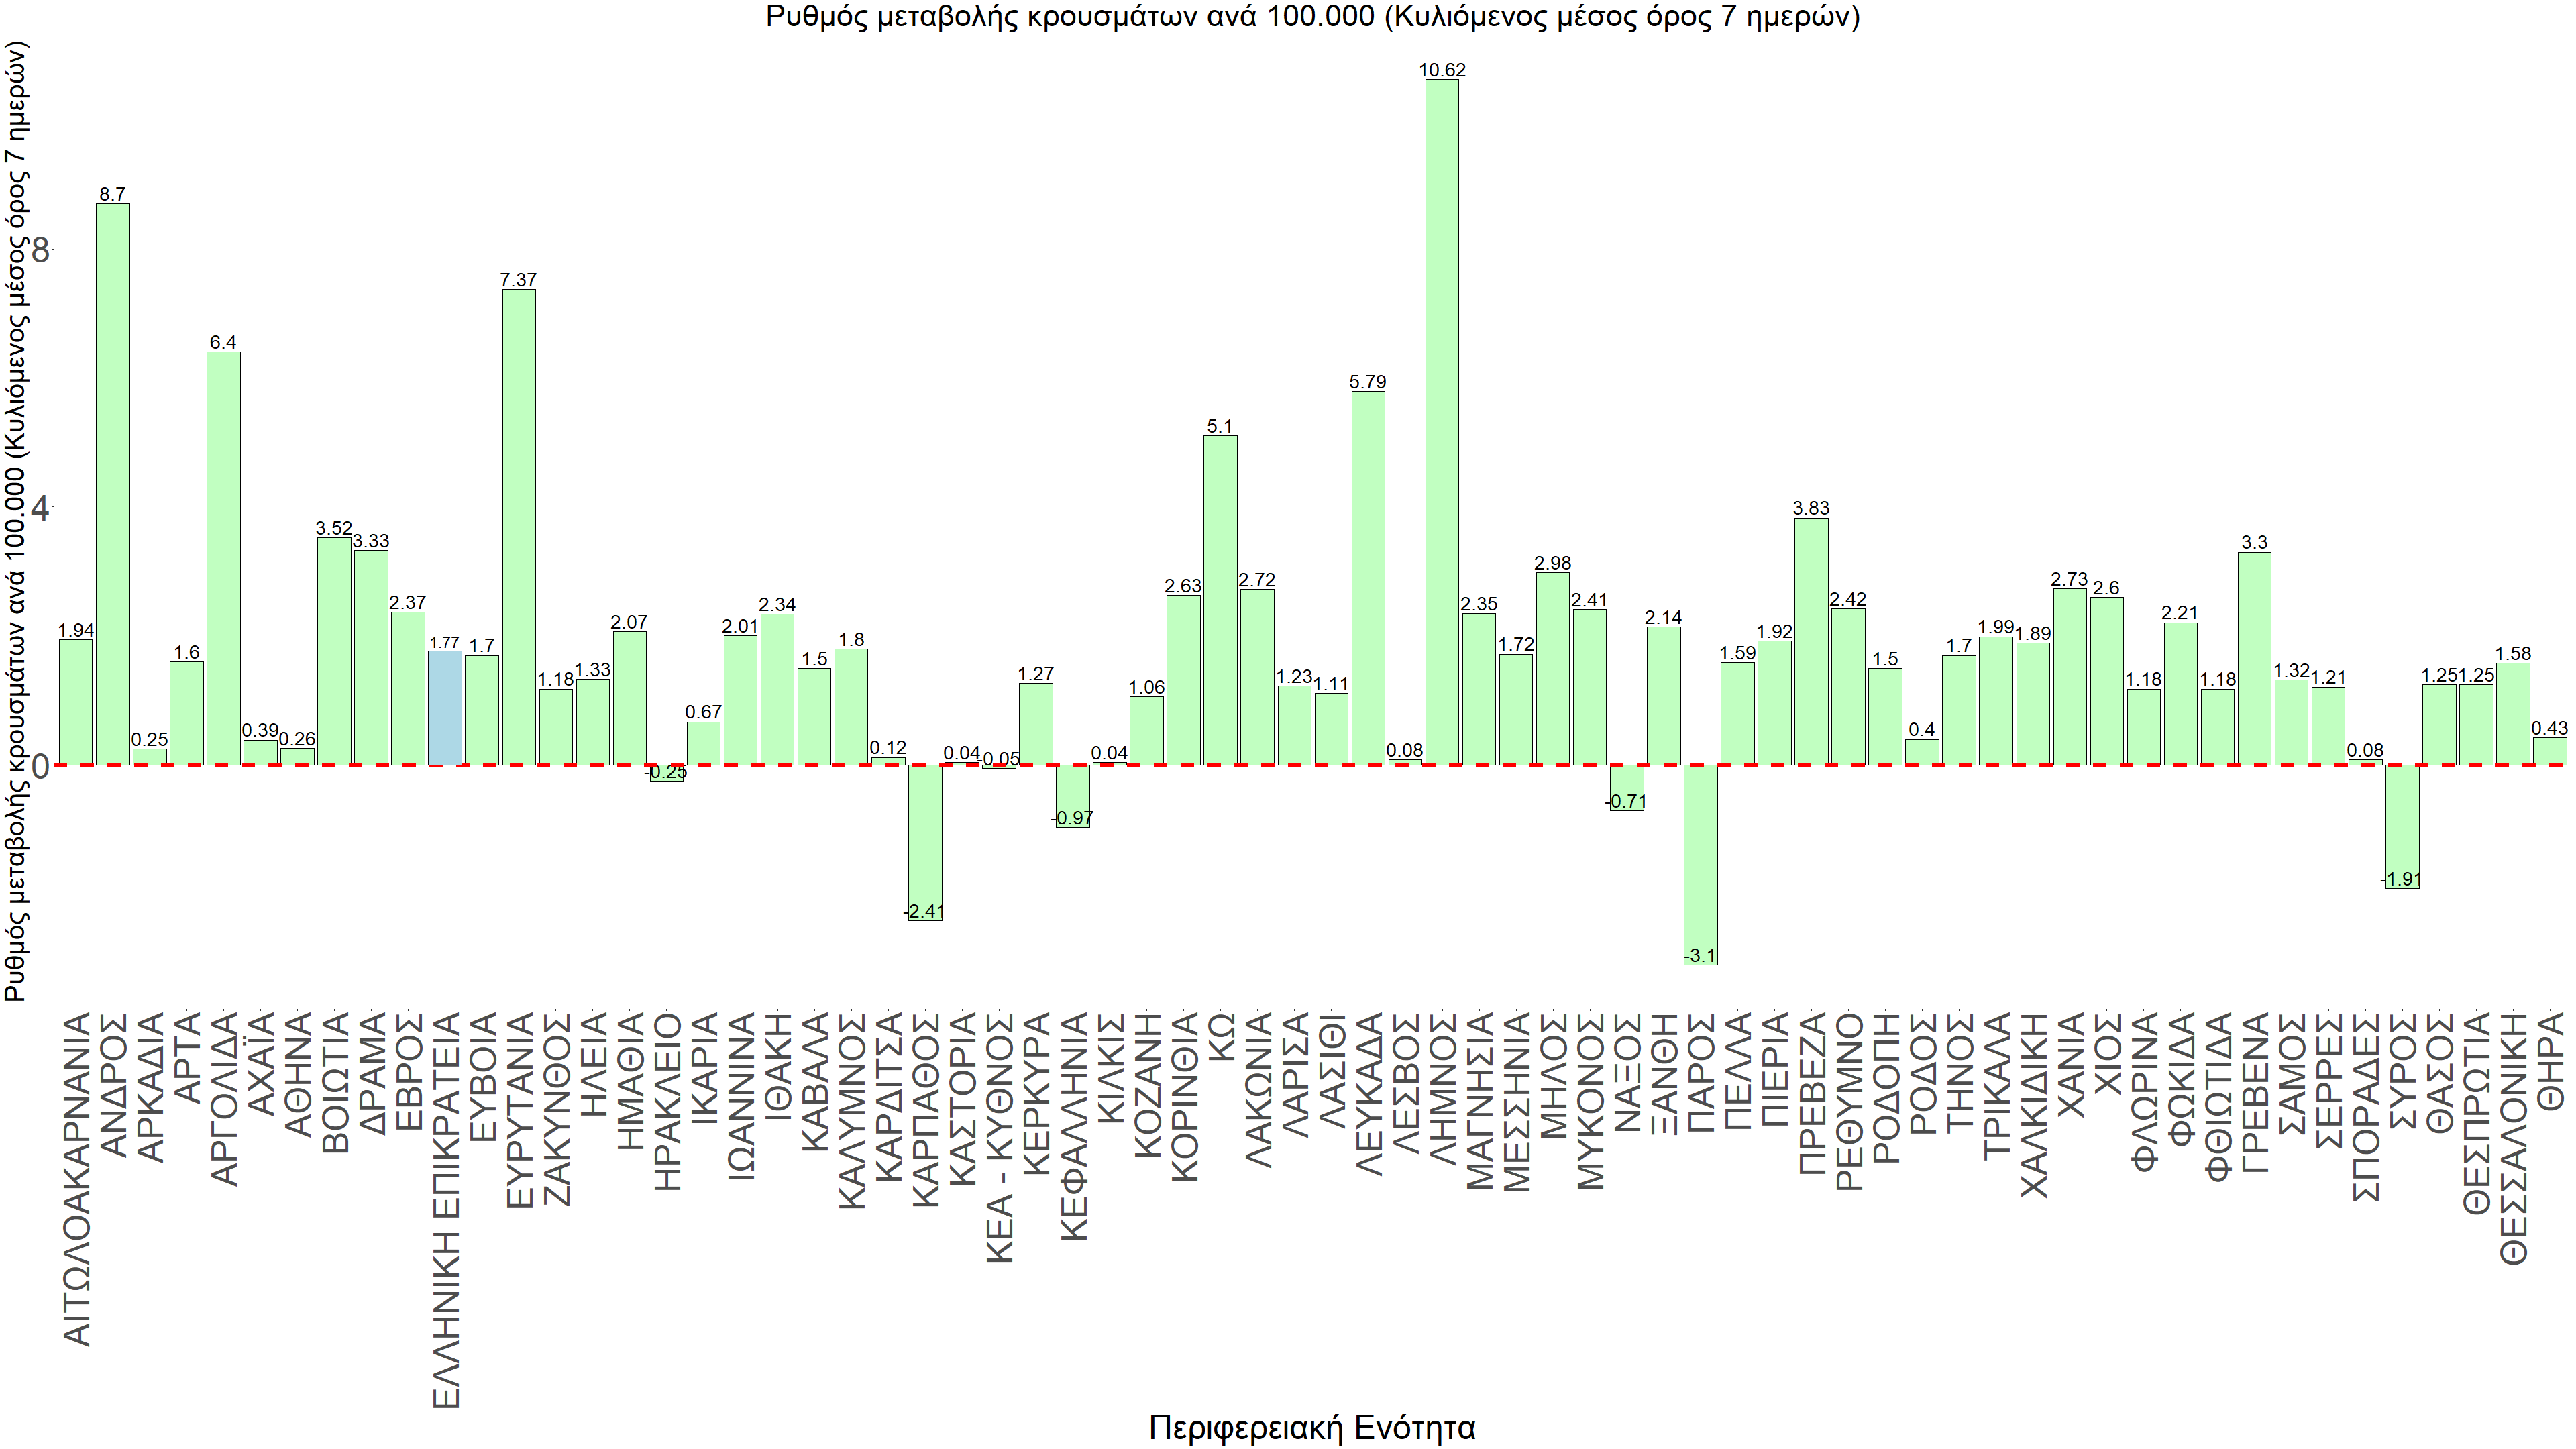 Ρυθμός μεταβολής κρουσμάτων ανά 100.000 (Κυλιόμενος μέσος όρος 7 ημερών)
Ρυθμός μεταβολής κρουσμάτων ανά 100.000 (Κυλιόμενος μέσος όρος 7 ημερών)
8
4
0
1.94
8.7
0.25
1.6
6.4
0.39
0.26
3.52
3.33
2.37
1.77
1.7
7.37
1.18
1.33
2.07
-0.25
0.67
2.01
2.34
1.5
1.8
0.12
-2.41
0.04
-0.05
1.27
-0.97
0.04
1.06
2.63
5.1
2.72
1.23
1.11
5.79
0.08
10.62
2.35
1.72
2.98
2.41
-0.71
2.14
-3.1
1.59
1.92
3.83
2.42
1.5
0.4
1.7
1.99
1.89
2.73
2.6
1.18
2.21
1.18
3.3
1.32
1.21
0.08
-1.91
1.25
1.25
1.58
0.43
ΑΙΤΩΛΟΑΚΑΡΝΑΝΙΑ
ΑΝΔΡΟΣ
ΑΡΚΑΔΙΑ
ΑΡΤΑ
ΑΡΓΟΛΙΔΑ
ΑΧΑΪΑ
ΑΘΗΝΑ
ΒΟΙΩΤΙΑ
ΔΡΑΜΑ
ΕΒΡΟΣ
ΕΛΛΗΝΙΚΗ ΕΠΙΚΡΑΤΕΙΑ
ΕΥΒΟΙΑ
ΕΥΡΥΤΑΝΙΑ
ΖΑΚΥΝΘΟΣ
ΗΛΕΙΑ
ΗΜΑΘΙΑ
ΗΡΑΚΛΕΙΟ
ΙΚΑΡΙΑ
ΙΩΑΝΝΙΝΑ
ΙΘΑΚΗ
ΚΑΒΑΛΑ
ΚΑΛΥΜΝΟΣ
ΚΑΡΔΙΤΣΑ
ΚΑΡΠΑΘΟΣ
ΚΑΣΤΟΡΙΑ
ΚΕΑ - ΚΥΘΝΟΣ
ΚΕΡΚΥΡΑ
ΚΕΦΑΛΛΗΝΙΑ
ΚΙΛΚΙΣ
ΚΟΖΑΝΗ
ΚΟΡΙΝΘΙΑ
ΚΩ
ΛΑΚΩΝΙΑ
ΛΑΡΙΣΑ
ΛΑΣΙΘΙ
ΛΕΥΚΑΔΑ
ΛΕΣΒΟΣ
ΛΗΜΝΟΣ
ΜΑΓΝΗΣΙΑ
ΜΕΣΣΗΝΙΑ
ΜΗΛΟΣ
ΜΥΚΟΝΟΣ
ΝΑΞΟΣ
ΞΑΝΘΗ
ΠΑΡΟΣ
ΠΕΛΛΑ
ΠΙΕΡΙΑ
ΠΡΕΒΕΖΑ
ΡΕΘΥΜΝΟ
ΡΟΔΟΠΗ
ΡΟΔΟΣ
ΤΗΝΟΣ
ΤΡΙΚΑΛΑ
ΧΑΛΚΙΔΙΚΗ
ΧΑΝΙΑ
ΧΙΟΣ
ΦΛΩΡΙΝΑ
ΦΩΚΙΔΑ
ΦΘΙΩΤΙΔΑ
ΓΡΕΒΕΝΑ
ΣΑΜΟΣ
ΣΕΡΡΕΣ
ΣΠΟΡΑΔΕΣ
ΣΥΡΟΣ
ΘΑΣΟΣ
ΘΕΣΠΡΩΤΙΑ
ΘΕΣΣΑΛΟΝΙΚΗ
ΘΗΡΑ
Περιφερειακή Ενότητα